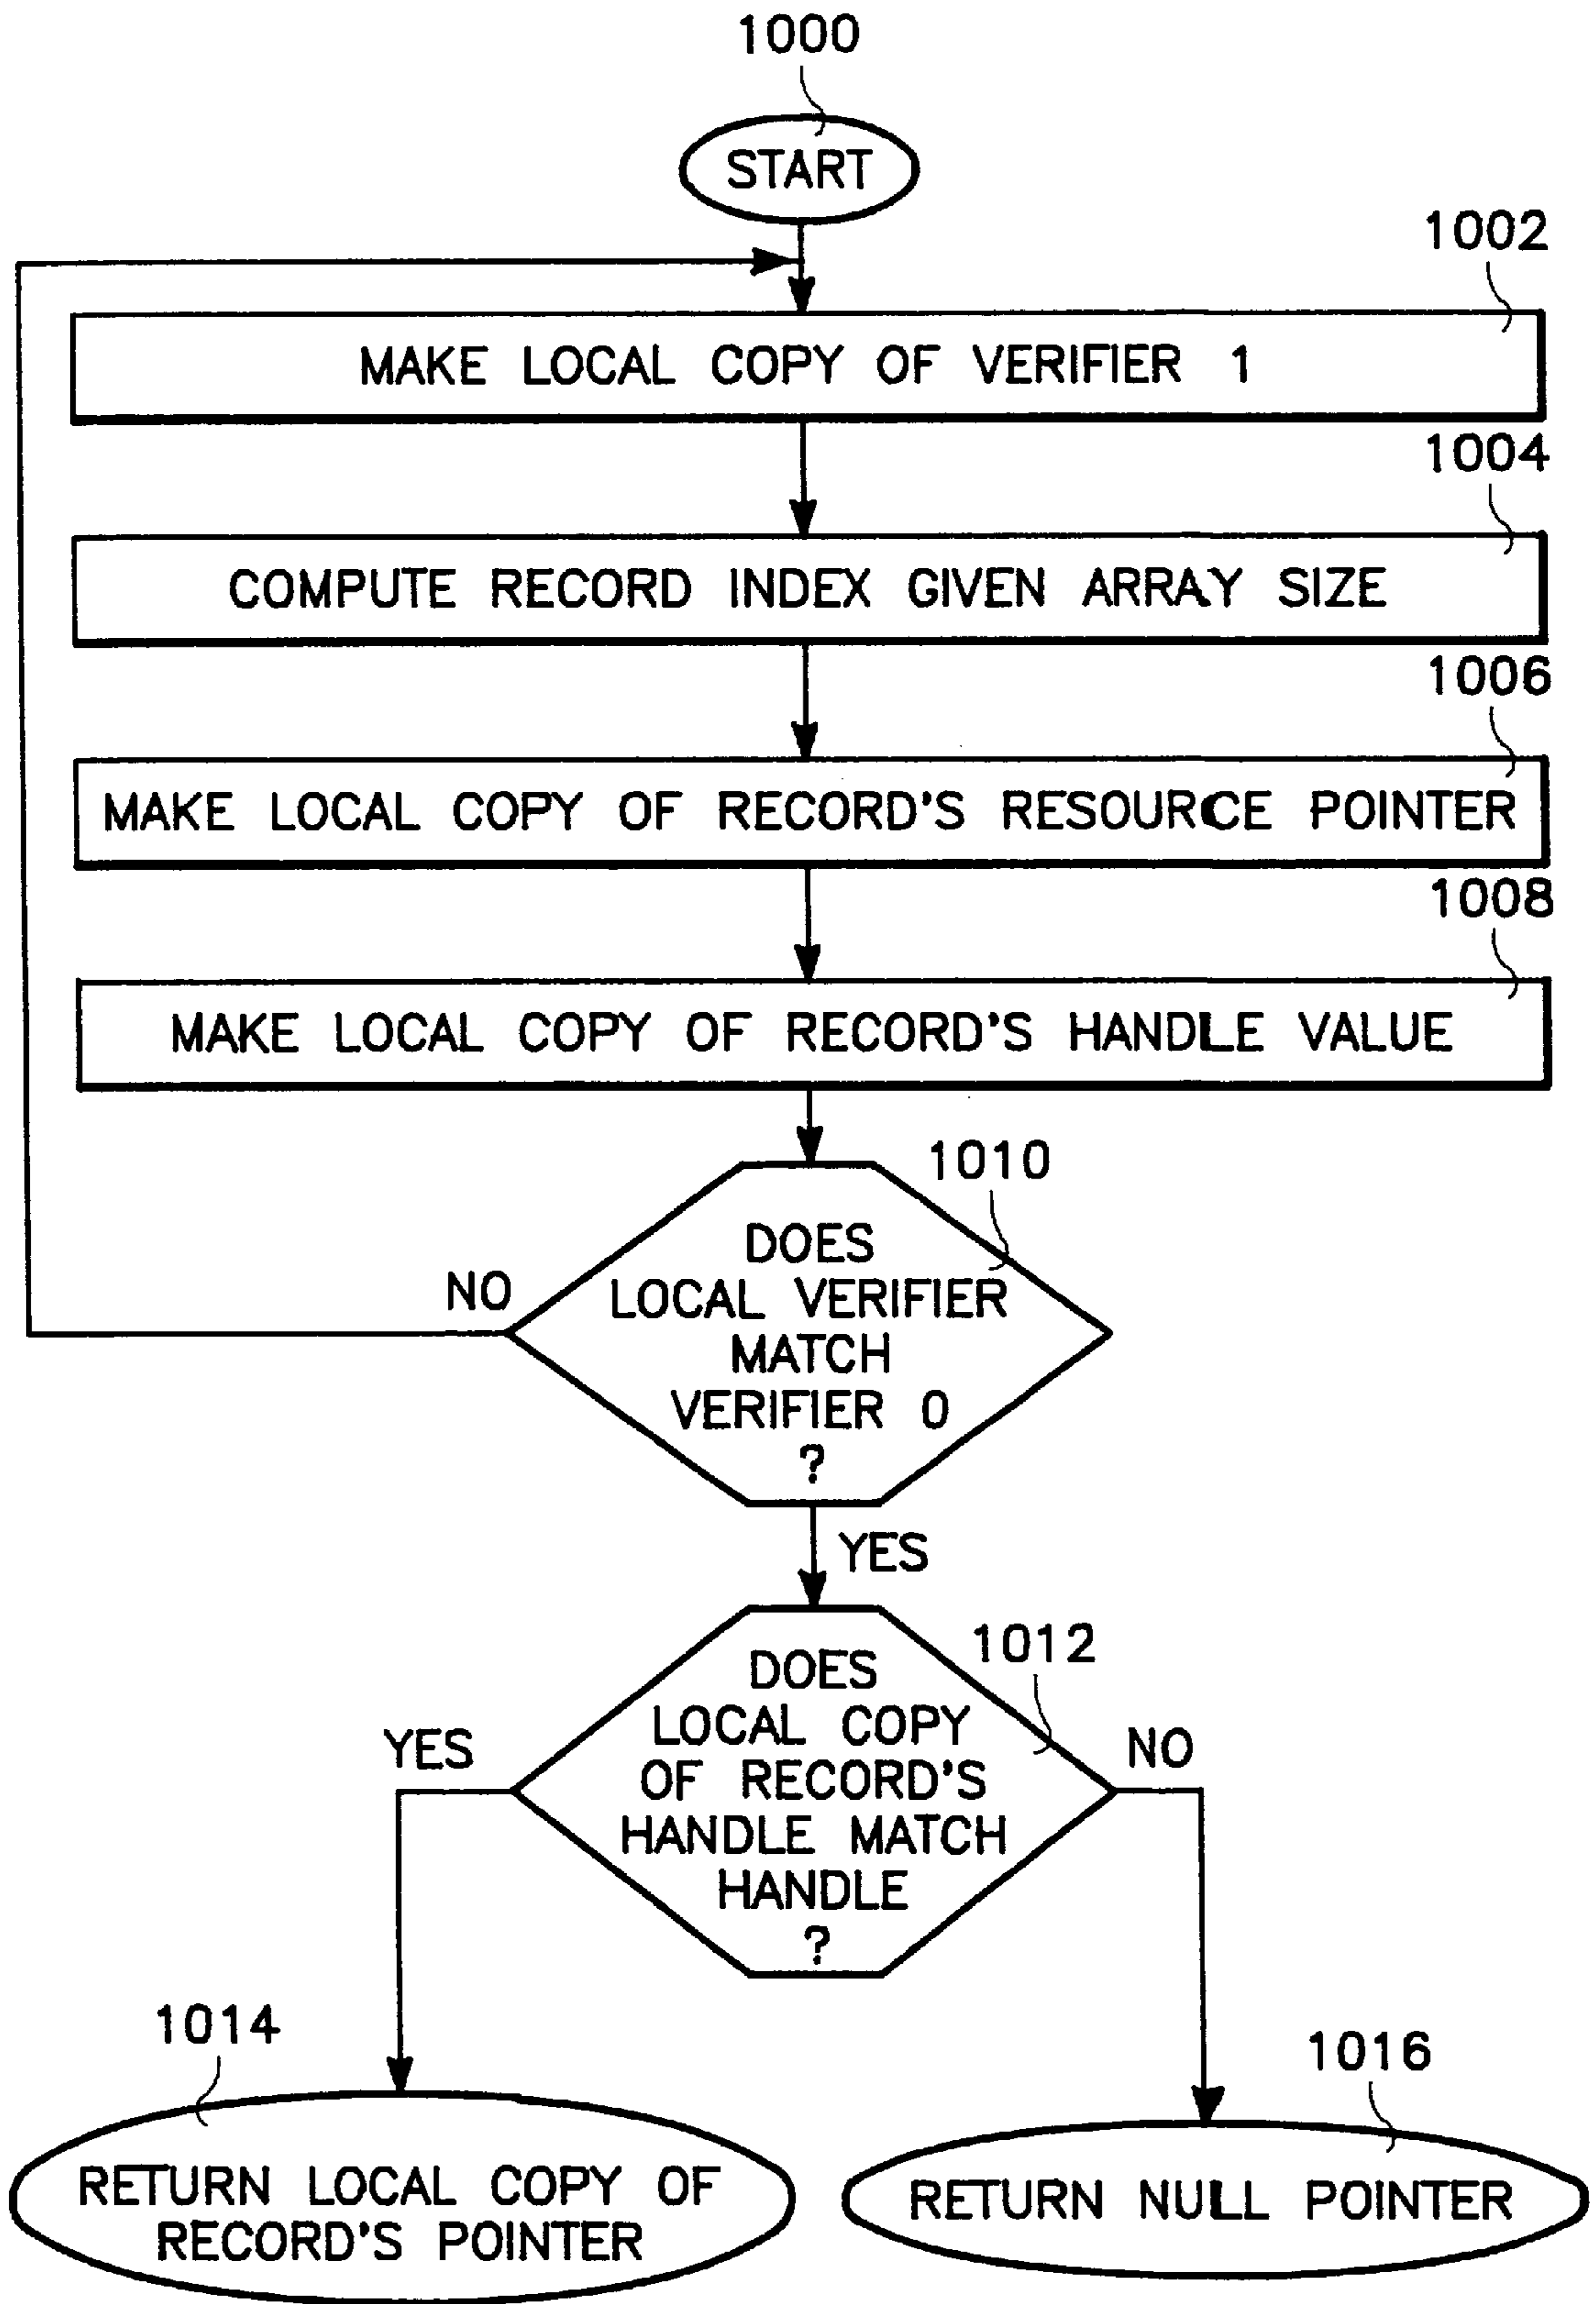 1000
START
1002
MAKE LOCAL COPY OF VERIFIER 1
1004
COMPUTE RECORD INDEX GIVEN ARRAY SIZE
1006
MAKE LOCAL COPY OF RECORD'S RESOURCE POINTER
1008
MAKE LOCAL COPY OF RECORD'S HANDLE VALUE
1010
DOES
LOCAL VERIFIER
MATCH
VERIFIER 0
?
NO
YES
1012
DOES
LOCAL COPY
OF RECORD'S
HANDLE MATCH
HANDLE
?
YES
NO
1014
RETURN LOCAL COPY OF
RECORD'S POINTER
1016
RETURN NULL POINTER